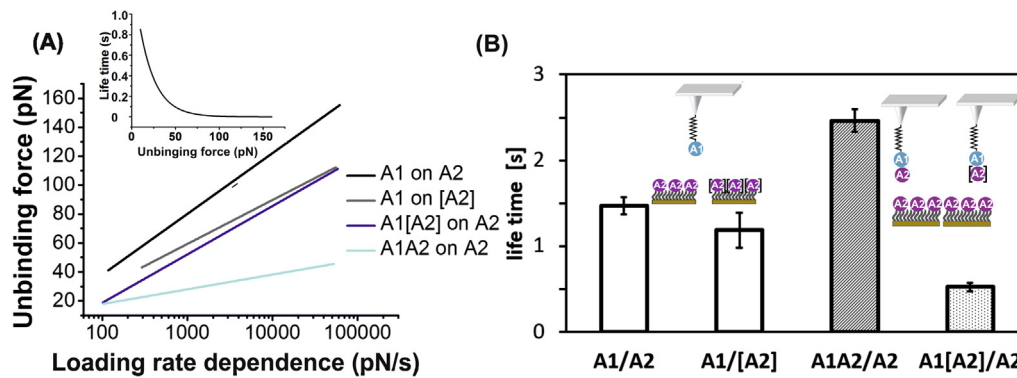 (A)
Life time (s)
1.0
0.8
0.6
0.4
0.2
0
0 50 100 150
Unbinging force (pN)
Unbinding force (pN)
160
140
120
100
80
60
40
20
100 1000 10000 100000
Loading rate dependence (pN/s)
A1 on A2
A1 on [A2]
A1[A2] on A2
A1A2 on A2
(B)
life time [s]
3
2
1
0
A1
A2 A2 A2
[A2][A2][A2]
A1
A2
A1
[A2]
A2 A2 A2 A2 A2 A2
A1/A2 A1/[A2] A1A2/A2 A1[A2]/A2